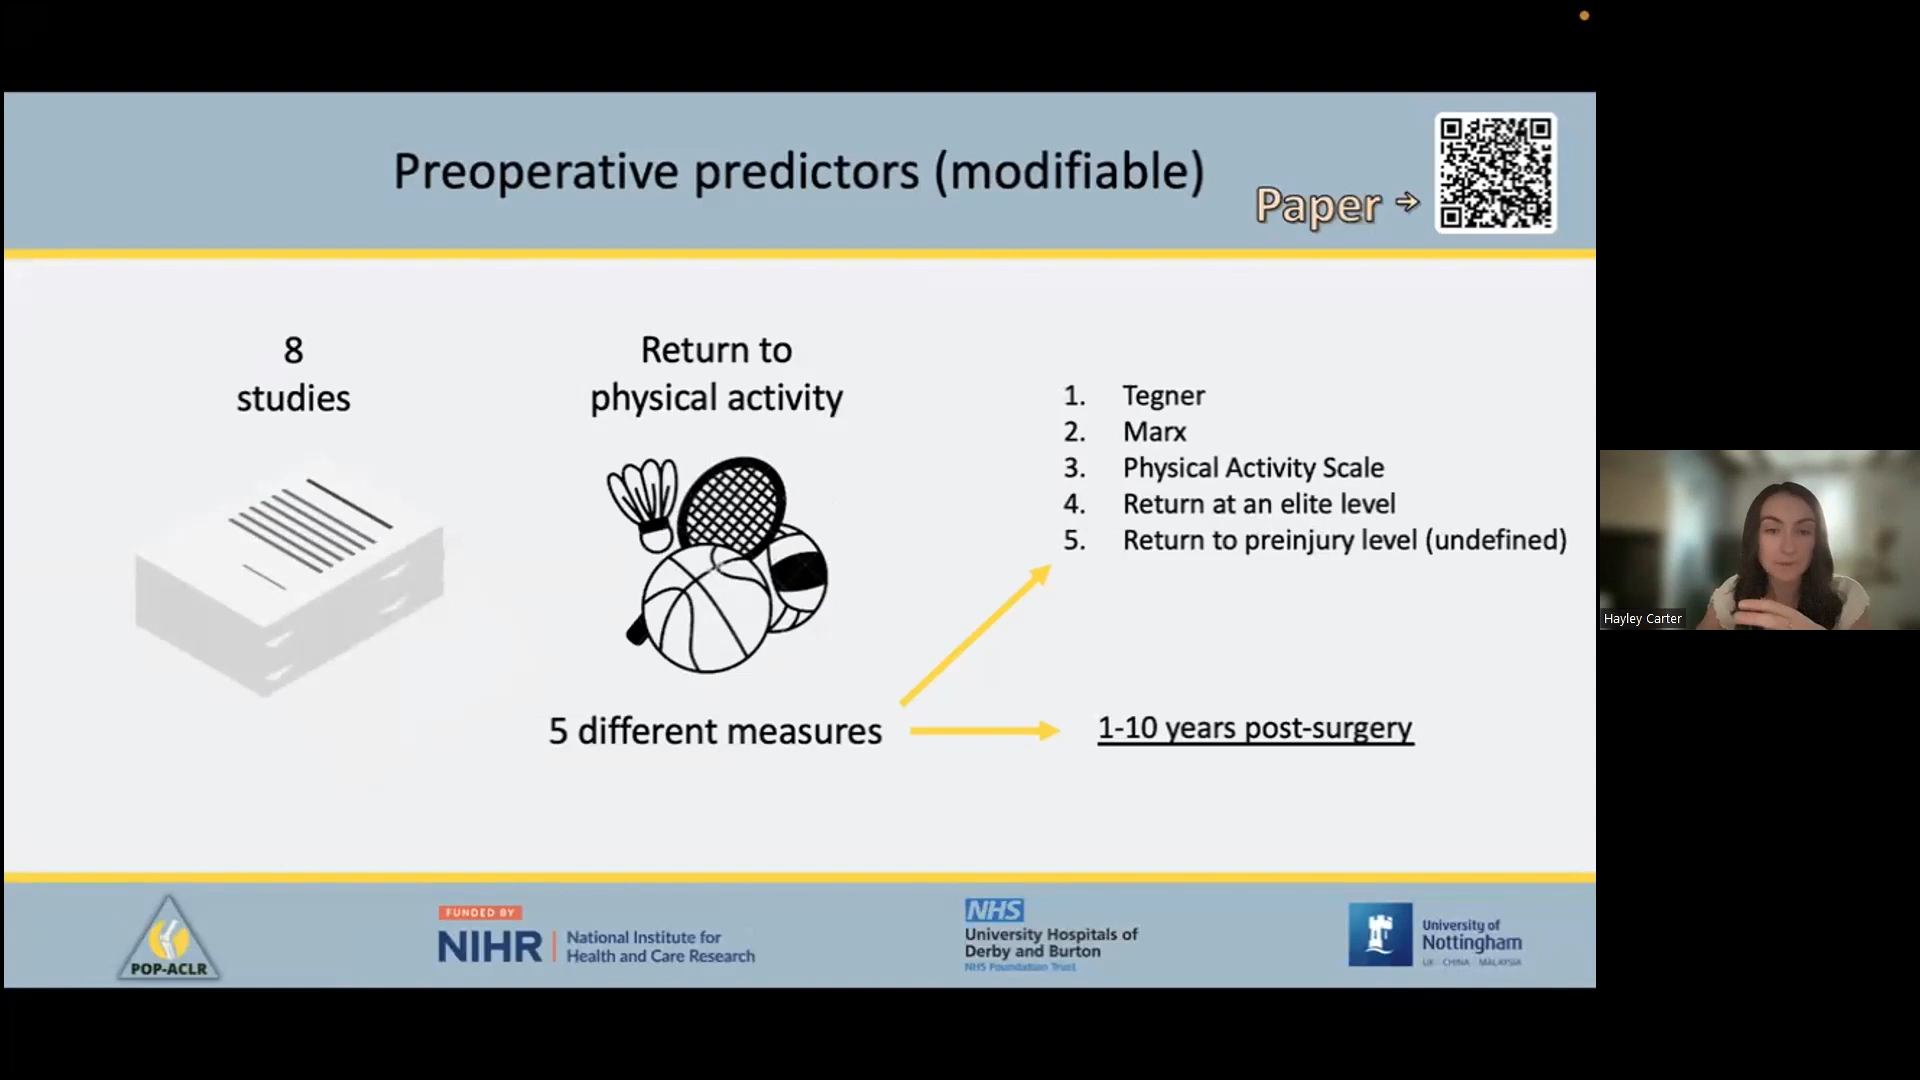 Preoperative predictors (modifiable)
Paper →
8
studies
Return to
physical activity
1. Tegner
2. Marx
3. Physical Activity Scale
4. Return at an elite level
5. Return to preinjury level (undefined)
5 different measures
1-10 years post-surgery
Hayley Carter
POP-ACLR
FUNDED BY
NIHR
National Institute for
Health and Care Research
NHS
University Hospitals of
Derby and Burton
NHS Foundation Trust
University of
Nottingham
UK CHINA MALAYSIA